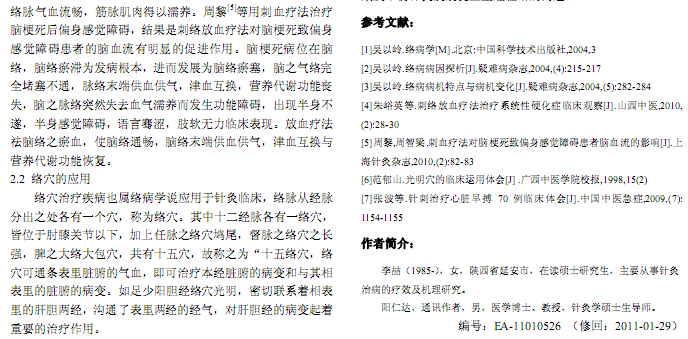 络脉气血流畅，筋脉肌肉得以濡养。周黎[5]等用刺血疗法治疗
脑梗死后偏身感觉障碍，结果是刺络放血疗法对脑梗死致偏身
感觉障碍患者的脑血流有明显的促进作用。脑梗死病位在脑
络，脑络瘀滞为发病根本，进而发展为脑络瘀塞，脑之气络完
全堵塞不通，脉络末端供血供气，津血互换，营养代谢功能丧
失，脑之脉络突然失去血气濡养而发生功能障碍，出现半身不
遂，半身感觉障碍，语言謇涩，肢软无力临床表现。放血疗法
祛脑络之瘀血，使脑络通畅，脑络末端供血供气，津血互换与
营养代谢功能恢复。
2.2 络穴的应用
络穴治疗疾病也属络病学说应用于针灸临床，络脉从经脉
分出之处各有一个穴，称为络穴。其中十二经脉各有一络穴，
皆位于肘膝关节以下，加上任脉之络穴鸠尾，督脉之络穴之长
强，脾之大络大包穴，共有十五穴，故称之为“十五络穴，络
穴可通条表里脏腑的气血，即可治疗本经脏腑的病变和与其相
表里的脏腑的病变。如足少阳胆经络穴光明，密切联系着相表
里的肝胆两经，沟通了表里两经的经气，对肝胆经的病变起着
重要的治疗作用。
参考文献：
[1]吴以岭.络病学[M].北京:中国科学技术出版社,2004,3
[2]吴以岭.络病病因探析[J].疑难病杂志,2004,(4):215-217
[3]吴以岭.络病病机特点与病机变化[J].疑难病杂志,2004,(5):282-284
[4]朱峪英等.刺络放血疗法治疗系统性硬化症临床观察[J].山西中医,2010,
(2):28-30
[5]周黎,周智梁.刺血疗法对脑梗死致偏身感觉障碍患者脑血流的影响[J].上
海针灸杂志,2010,(2):82-83
[6]范郁山.光明穴的临床运用体会[J] .广西中医学院校报,1998,15(2)
[7]张波等.针刺治疗心脏早搏 70 例临床体会[J].中国中医急症,2009,(7):
1154-1155
作者简介：
李喆（1985-），女，陕西省延安市，在读硕士研究生，主要从事针灸
治病的疗效及机理研究。
阳仁达，通讯作者，男，医学博士、教授，针灸学硕士生导师。
编号：EA-11010526 （修回：2011-01-29）